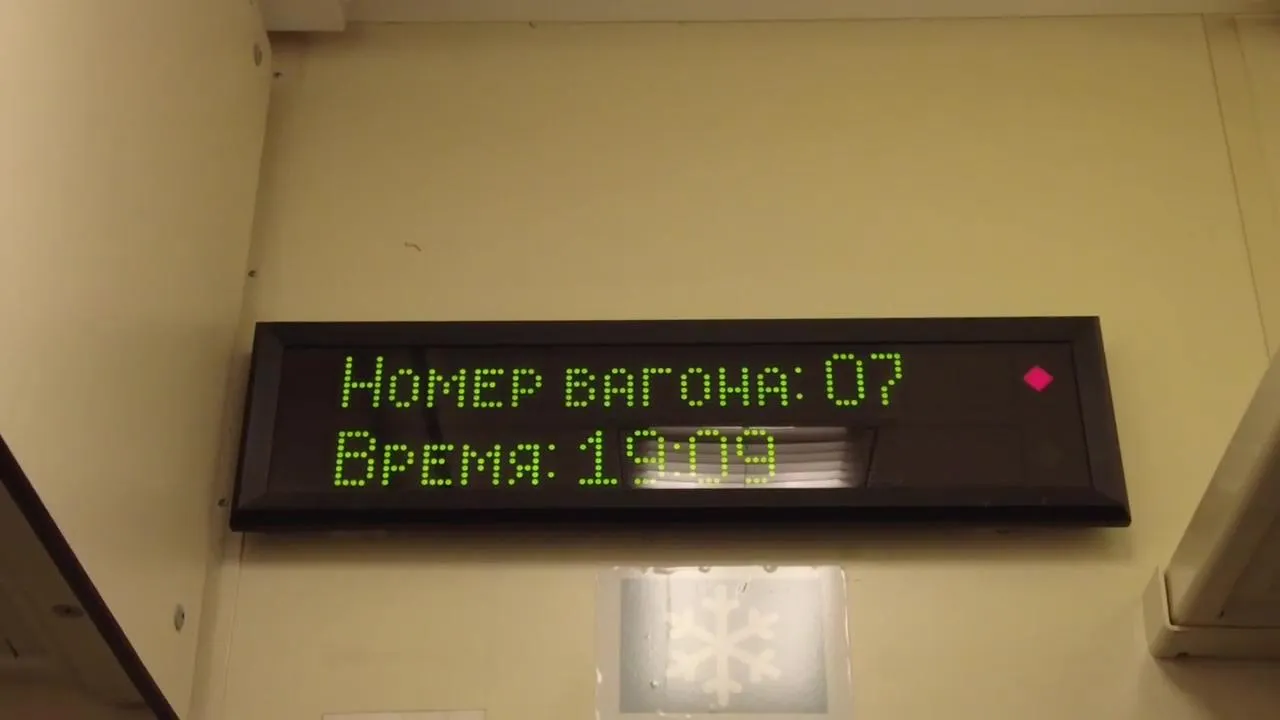 Номер вагона: 07
Время: 19:09